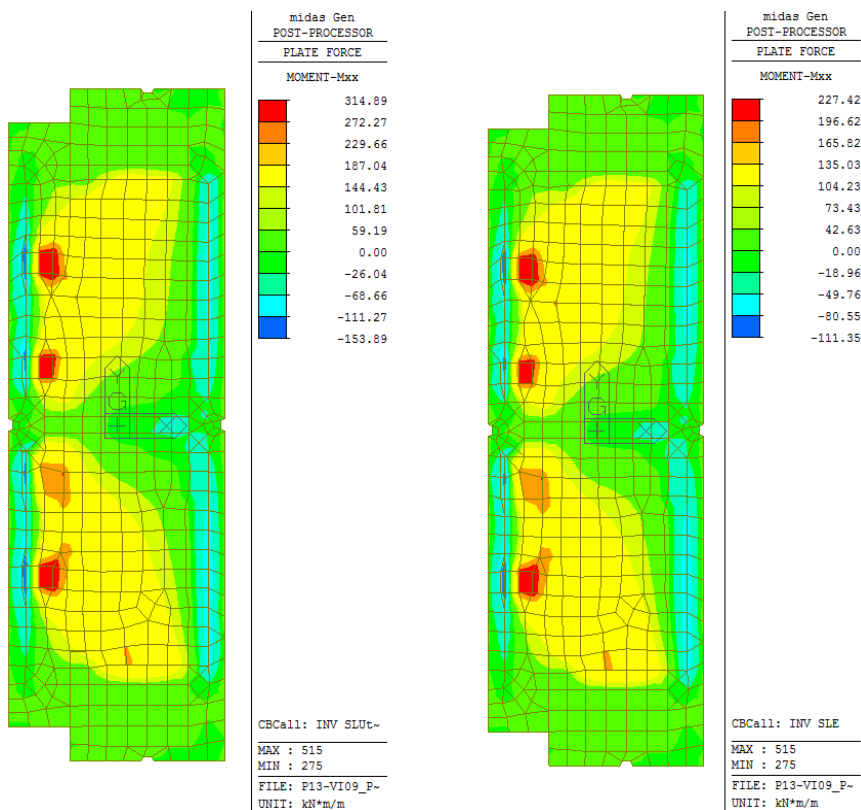 midas Gen
POST-PROCESSOR
PLATE FORCE
MOMENT-Mxx
314.89
272.27
229.66
187.04
144.43
101.81
59.19
0.00
-26.04
-68.66
-111.27
-153.89
CBCall: INV SLUt~
MAX : 515
MIN : 275
FILE: P13-VI09_P~
UNIT: kN*m/m
midas Gen
POST-PROCESSOR
PLATE FORCE
MOMENT-Mxx
227.42
196.62
165.82
135.03
104.23
73.43
42.63
0.00
-18.96
-49.76
-80.55
-111.35
CBCall: INV SLE
MAX : 515
MIN : 275
FILE: P13-VI09_P~
UNIT: kN*m/m